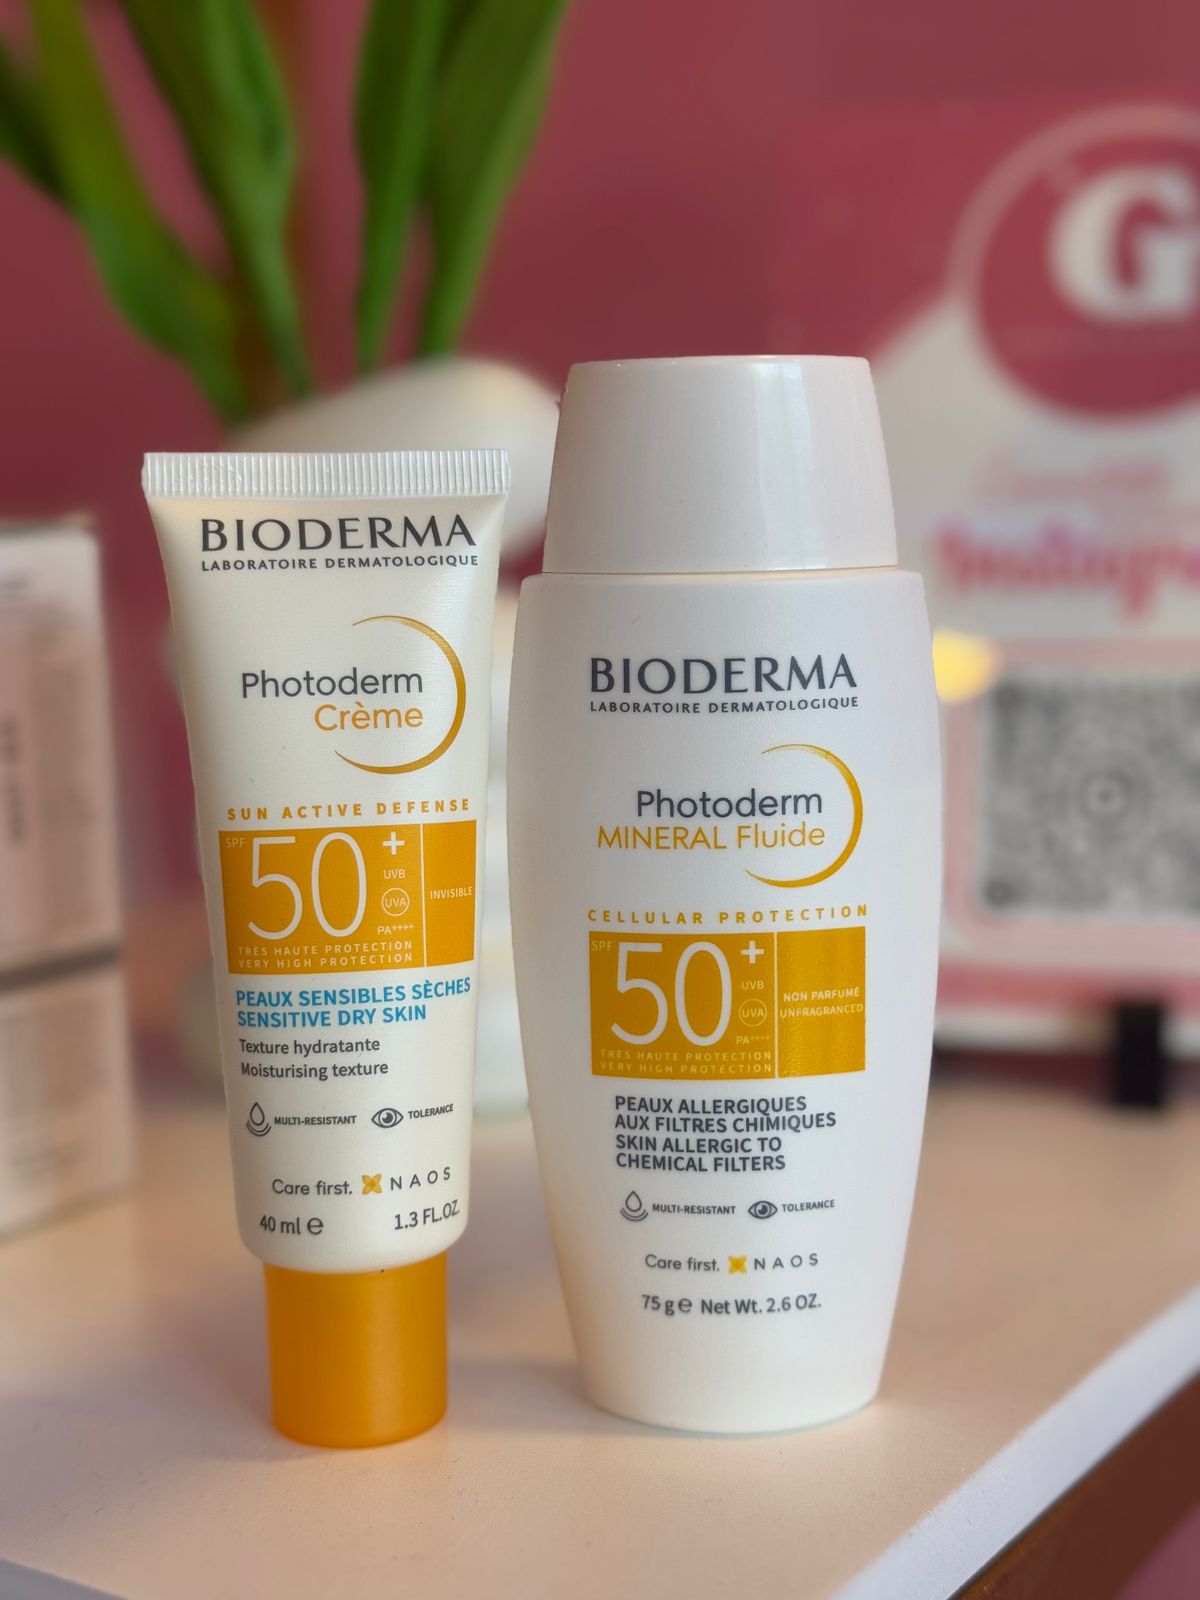 BIODERMA
LABORATOIRE DERMATOLOGIQUE
Photoderm
Crème
SUN ACTIVE DEFENSE
SPF 50+
UVB
UVA
PA++++
INVISIBLE
TRÈS HAUTE PROTECTION
VERY HIGH PROTECTION
PEAUX SENSIBLES SÈCHES
SENSITIVE DRY SKIN
Texture hydratante
Moisturising texture
MULTI-RESISTANT TOLERANCE
Care first. NAOS
40 ml e 1.3 FL.OZ.
BIODERMA
LABORATOIRE DERMATOLOGIQUE
Photoderm
MINERAL Fluide
CELLULAR PROTECTION
SPF 50+
UVB
UVA
PA++++
NON PARFUMÉ
UNFRAGRANCED
TRÈS HAUTE PROTECTION
VERY HIGH PROTECTION
PEAUX ALLERGIQUES
AUX FILTRES CHIMIQUES
SKIN ALLERGIC TO
CHEMICAL FILTERS
MULTI-RESISTANT TOLERANCE
Care first. NAOS
75 g e Net Wt. 2.6 OZ.
G